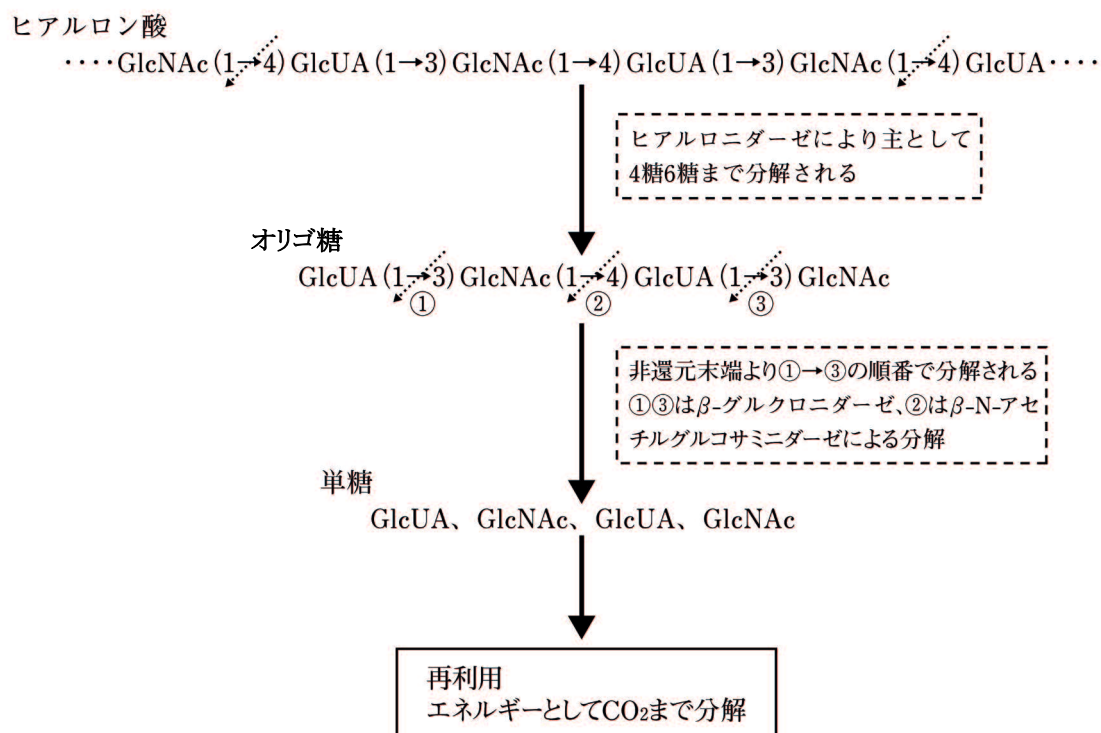 ヒアルロン酸
････GlcNAc(1→4)GlcUA(1→3)GlcNAc(1→4)GlcUA(1→3)GlcNAc(1→4)GlcUA････
ヒアルロニダーゼにより主として
4糖6糖まで分解される
オリゴ糖
GlcUA(1→3)GlcNAc(1→4)GlcUA(1→3)GlcNAc
① ② ③
非還元末端より①→③の順番で分解される
①③はβ-グルクロニダーゼ、②はβ-N-アセ
チルグルコサミニダーゼによる分解
単糖
GlcUA、GlcNAc、GlcUA、GlcNAc
再利用
エネルギーとしてCO₂まで分解